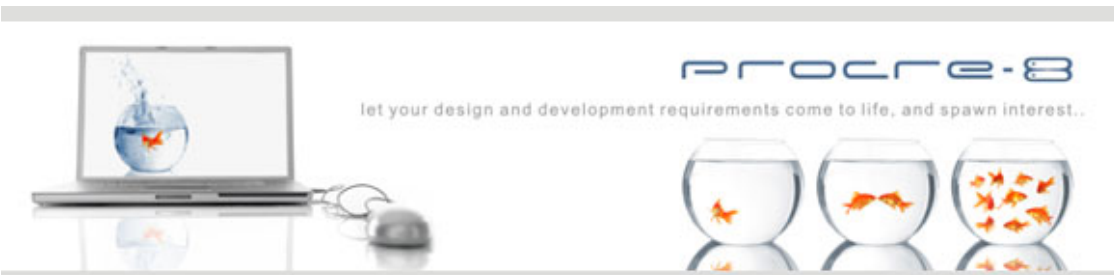 procre-8
let your design and development requirements come to life, and spawn interest..